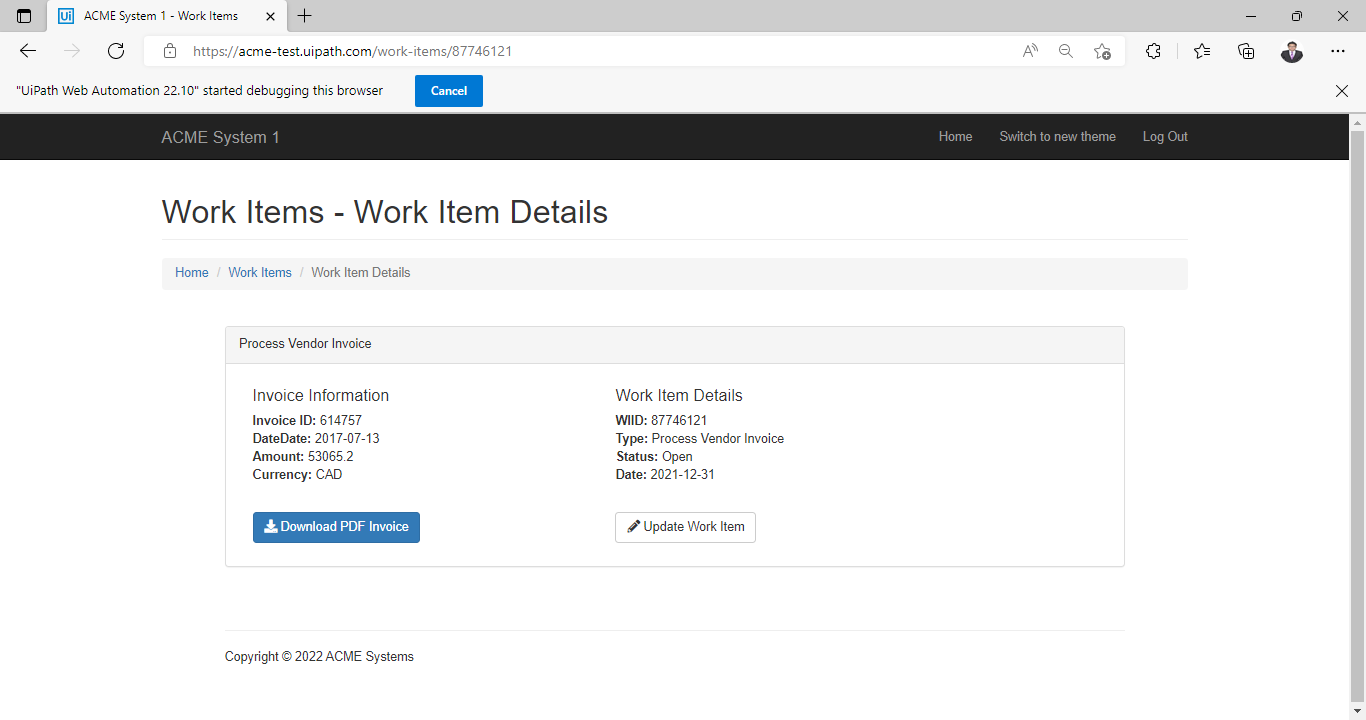 ACME System 1 - Work Items
https://acme-test.uipath.com/work-items/87746121
"UiPath Web Automation 22.10" started debugging this browser
Cancel
ACME System 1
Home
Switch to new theme
Log Out
Work Items - Work Item Details
Home / Work Items / Work Item Details
Process Vendor Invoice
Invoice Information
Invoice ID: 614757
DateDate: 2017-07-13
Amount: 53065.2
Currency: CAD
Download PDF Invoice
Work Item Details
WIID: 87746121
Type: Process Vendor Invoice
Status: Open
Date: 2021-12-31
Update Work Item
Copyright © 2022 ACME Systems